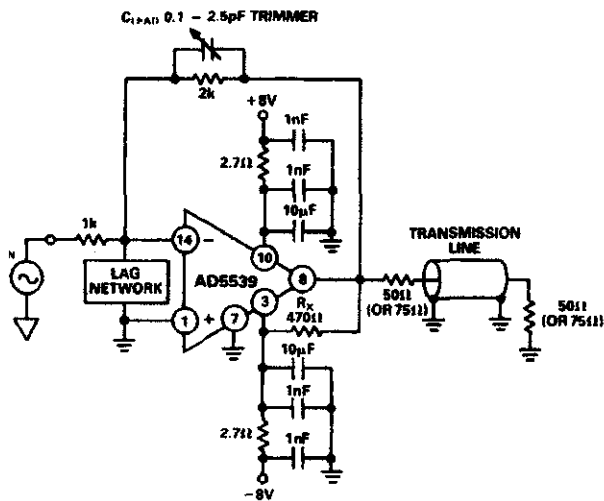 0.1 – 2.5pF TRIMMER
2k
+8V
1nF
2.7Ω
1nF
10μF
1k
14
–
10
TRANSMISSION
LINE
N
LAG
NETWORK
AD5539
8
50Ω
(OR 75Ω)
50Ω
(OR 75Ω)
1
+
7
3
RX
470Ω
10μF
1nF
2.7Ω
1nF
–8V